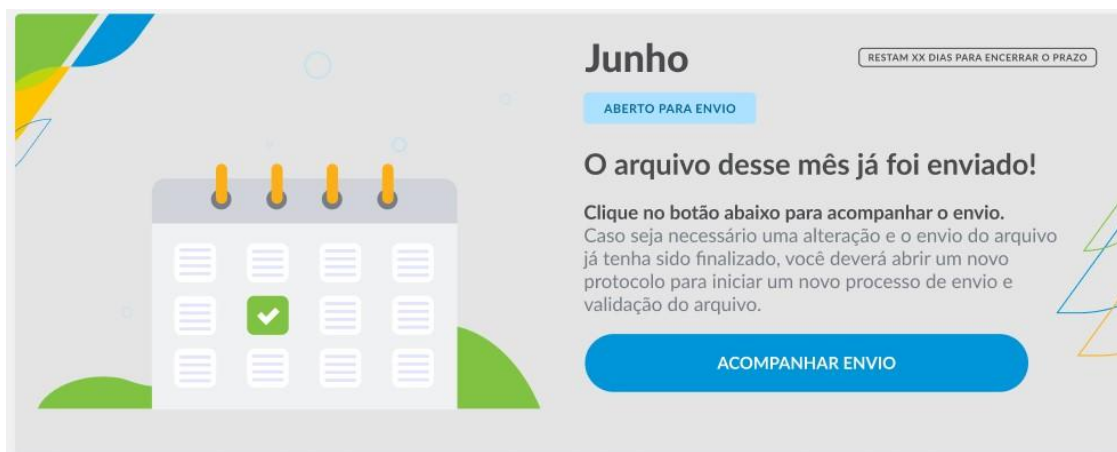 Junho
RESTAM XX DIAS PARA ENCERRAR O PRAZO
ABERTO PARA ENVIO
O arquivo desse mês já foi enviado!
Clique no botão abaixo para acompanhar o envio.
Caso seja necessário uma alteração e o envio do arquivo
já tenha sido finalizado, você deverá abrir um novo
protocolo para iniciar um novo processo de envio e
validação do arquivo.
ACOMPANHAR ENVIO